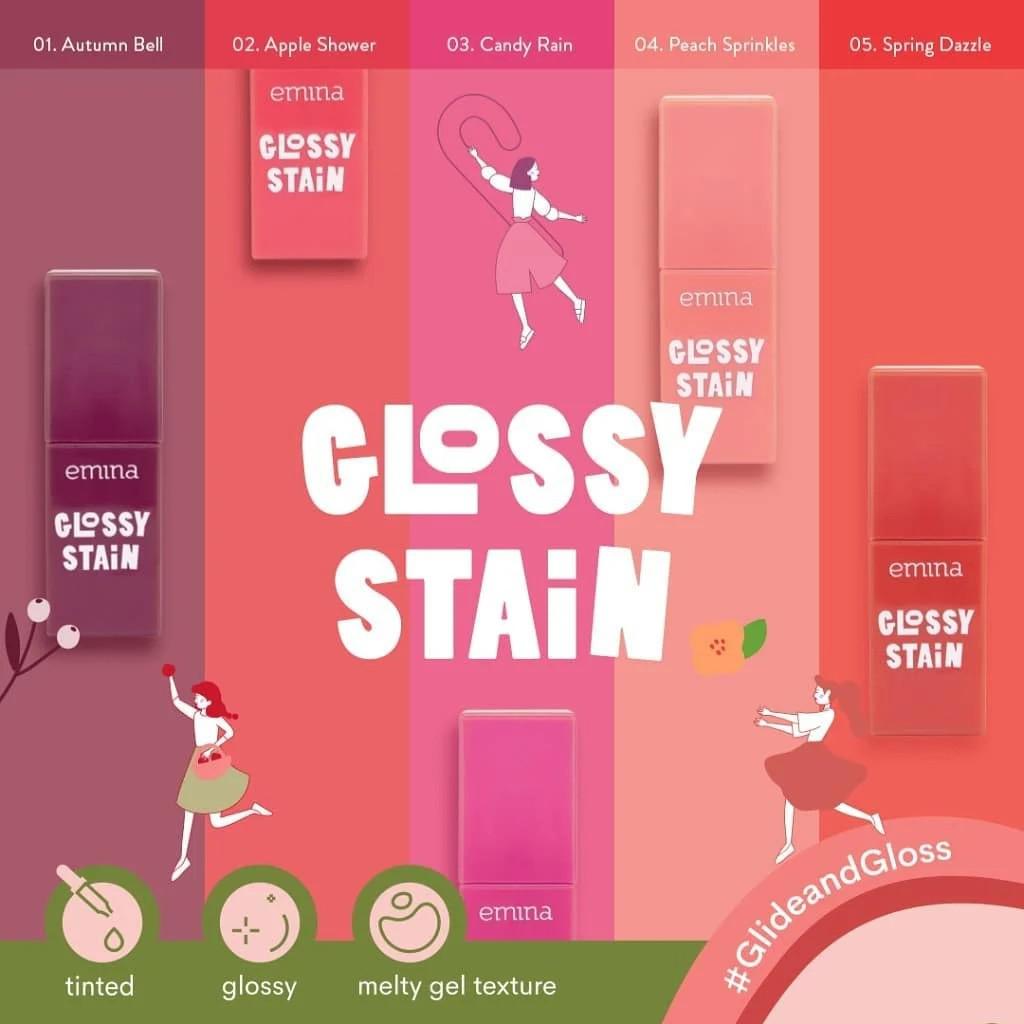 01. Autumn Bell
02. Apple Shower
03. Candy Rain
04. Peach Sprinkles
05. Spring Dazzle
emina
GLOSSY
STAiN
emina
GLOSSY
STAiN
emina
GLOSSY
STAiN
emina
GLOSSY
STAiN
GLOSSY
STAiN
emina
#GlideandGloss
tinted
glossy
melty gel texture